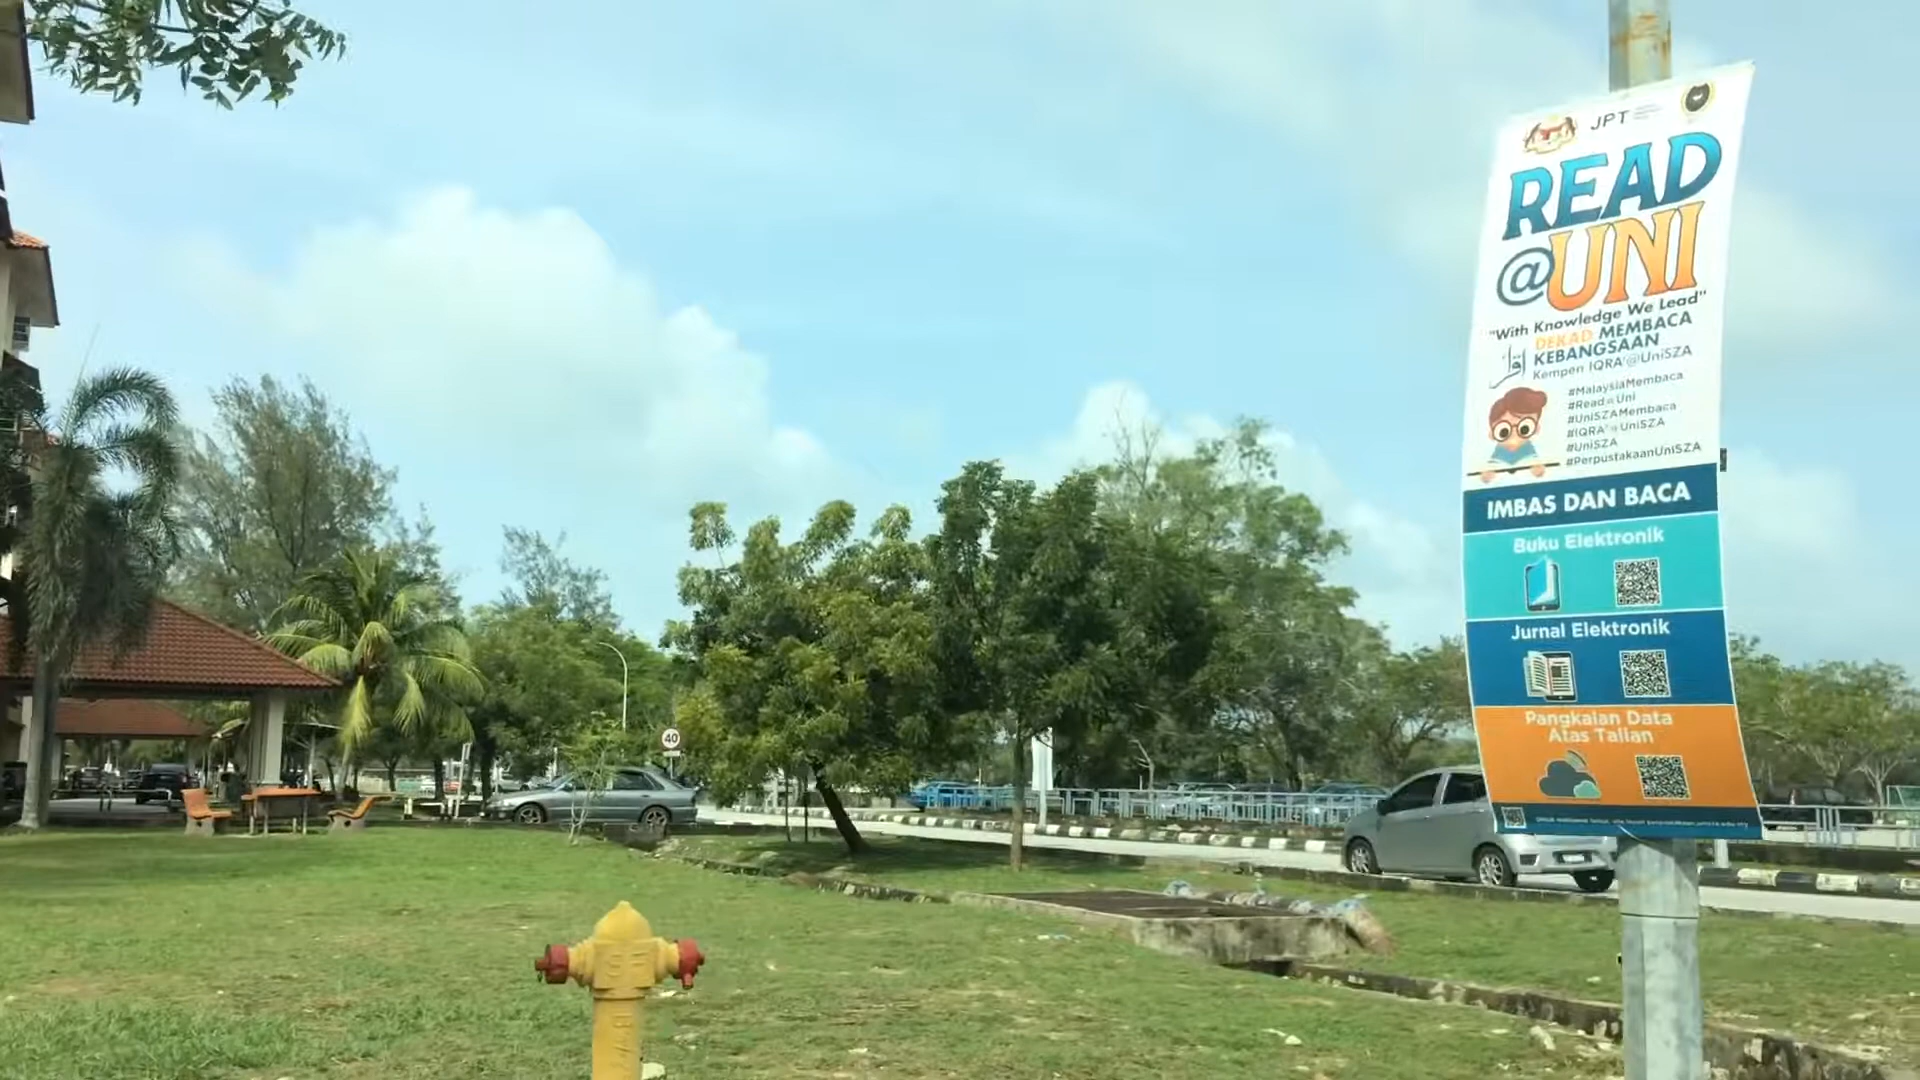 JPT
READ
@UNI
"With Knowledge We Lead"
DEKAD MEMBACA
KEBANGSAAN
Kempen IQRA'@UniSZA
اقرأ
#MalaysiaMembaca
#Read@Uni
#UniSZAMembaca
#IQRA'@UniSZA
#UniSZA
#PerpustakaanUniSZA
IMBAS DAN BACA
Buku Elektronik
Jurnal Elektronik
Pangkalan Data
Atas Talian
40